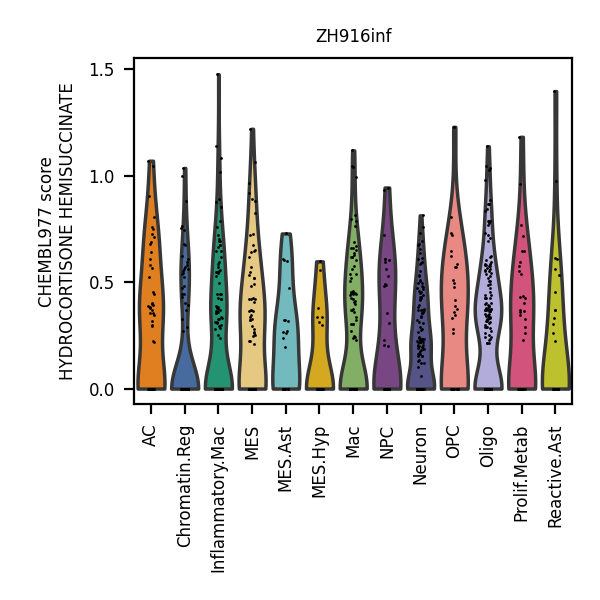 ZH916inf
CHEMBL977 score
HYDROCORTISONE HEMISUCCINATE
1.5
1.0
0.5
0.0
AC
Chromatin.Reg
Inflammatory.Mac
MES
MES.Ast
MES.Hyp
Mac
NPC
Neuron
OPC
Oligo
Prolif.Metab
Reactive.Ast